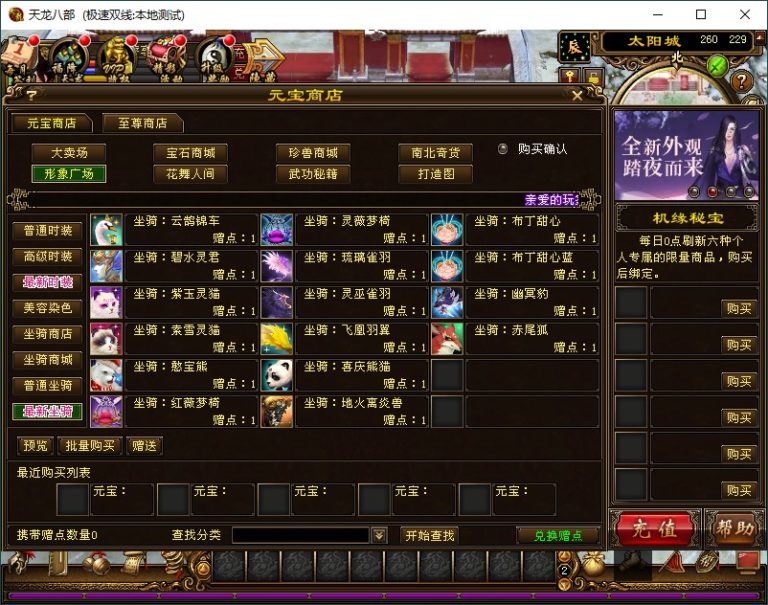 天龙八部 (极速双线:本地测试)
太阳城 260 229
北
辰
元宝商店
元宝商店 至尊商店
大卖场 宝石商城 珍兽商城 南北奇货 购买确认
形象广场 花舞人间 武功秘籍 打造图
亲爱的玩
普通时装
高级时装
最新时装
美容染色
坐骑商店
坐骑商城
普通坐骑
最新坐骑
坐骑：云鹊锦车
赠点：1
坐骑：灵薇梦椅
赠点：1
坐骑：布丁甜心
赠点：1
坐骑：碧水灵君
赠点：1
坐骑：琉璃雀羽
赠点：1
坐骑：布丁甜心蓝
赠点：1
坐骑：紫玉灵猫
赠点：1
坐骑：灵巫雀羽
赠点：1
坐骑：幽冥豹
赠点：1
坐骑：素雪灵猫
赠点：1
坐骑：飞凰羽翼
赠点：1
坐骑：赤尾狐
赠点：1
坐骑：憨宝熊
赠点：1
坐骑：喜庆熊猫
赠点：1
坐骑：红薇梦椅
赠点：1
坐骑：地火离炎兽
赠点：1
预览 批量购买 赠送
最近购买列表
元宝： 元宝： 元宝： 元宝： 元宝：
携带赠点数量0 查找分类 开始查找 兑换赠点
全新外观
踏夜而来
机缘秘宝
每日0点刷新六种个
人专属的限量商品，购买
后绑定。
购买
购买
购买
购买
购买
购买
充值 帮助
2